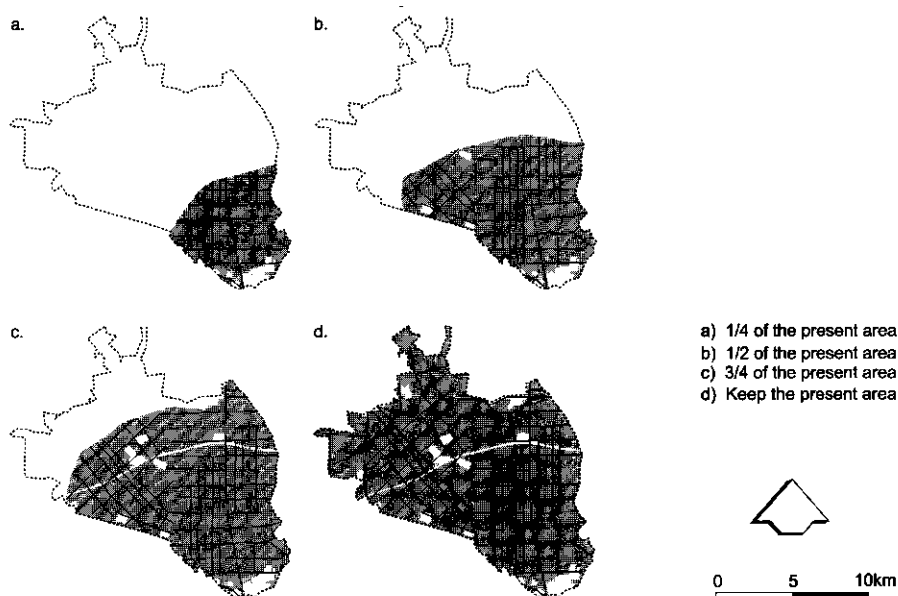 a.
b.
c.
d.
a) 1/4 of the present area
b) 1/2 of the present area
c) 3/4 of the present area
d) Keep the present area
0 5 10km